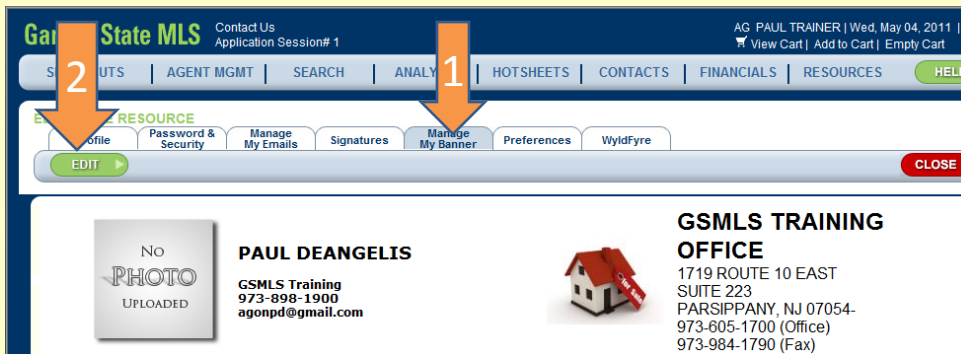 State MLS
Contact Us
Application Session# 1
AG PAUL TRAINER | Wed, May 04, 2011 |
View Cart | Add to Cart | Empty Cart
1
2
AGENT MGMT | SEARCH | HOTSHEETS | CONTACTS | FINANCIALS | RESOURCES
RESOURCE
Password & Security
Manage My Emails
Signatures
Manage My Banner
Preferences
WyldFyre
EDIT
CLOSE
NO PHOTO UPLOADED
PAUL DEANGELIS
GSMLS Training
973-898-1900
agonpd@gmail.com
for Sale
GSMLS TRAINING
OFFICE
1719 ROUTE 10 EAST
SUITE 223
PARSIPPANY, NJ 07054-
973-605-1700 (Office)
973-984-1790 (Fax)